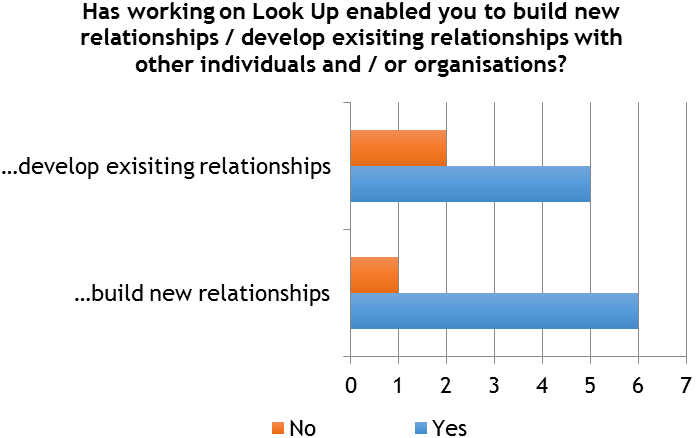 Has working on Look Up enabled you to build new
relationships / develop exisiting relationships with
other individuals and / or organisations?
...develop exisiting relationships
...build new relationships
0 1 2 3 4 5 6 7
No Yes